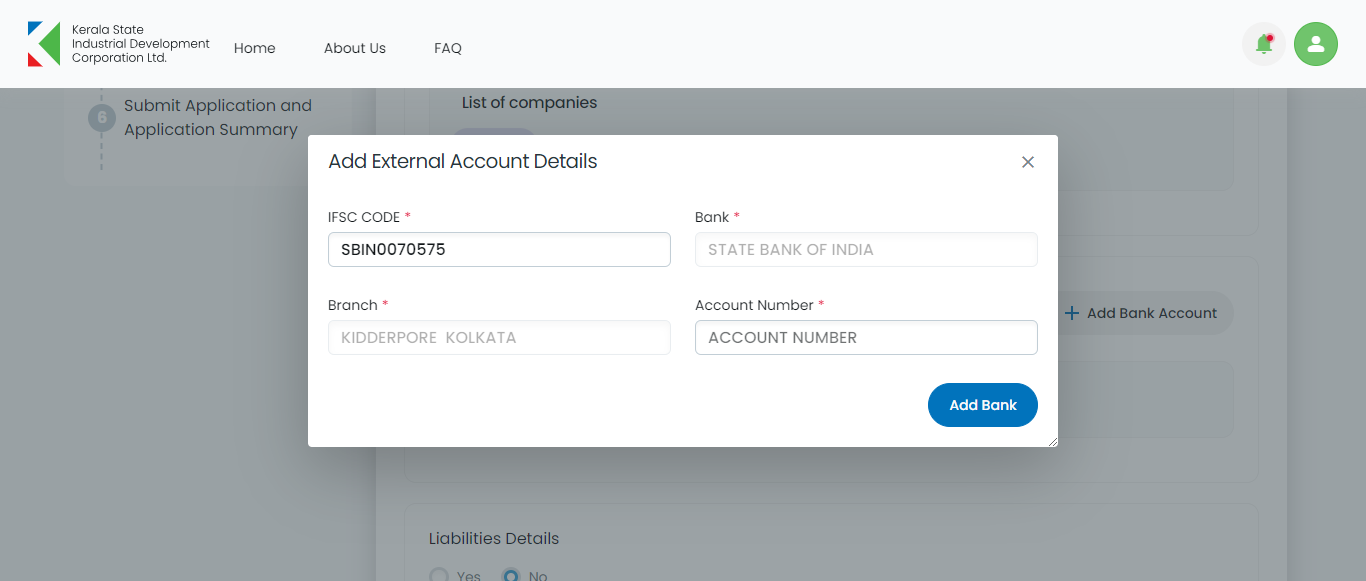 Kerala State
Industrial Development
Corporation Ltd.
Home
About Us
FAQ
6
Submit Application and
Application Summary
List of companies
Add External Account Details
IFSC CODE *
SBIN0070575
Bank *
STATE BANK OF INDIA
Branch *
KIDDERPORE  KOLKATA
Account Number *
ACCOUNT NUMBER
Add Bank Account
Add Bank
Liabilities Details
Yes
No